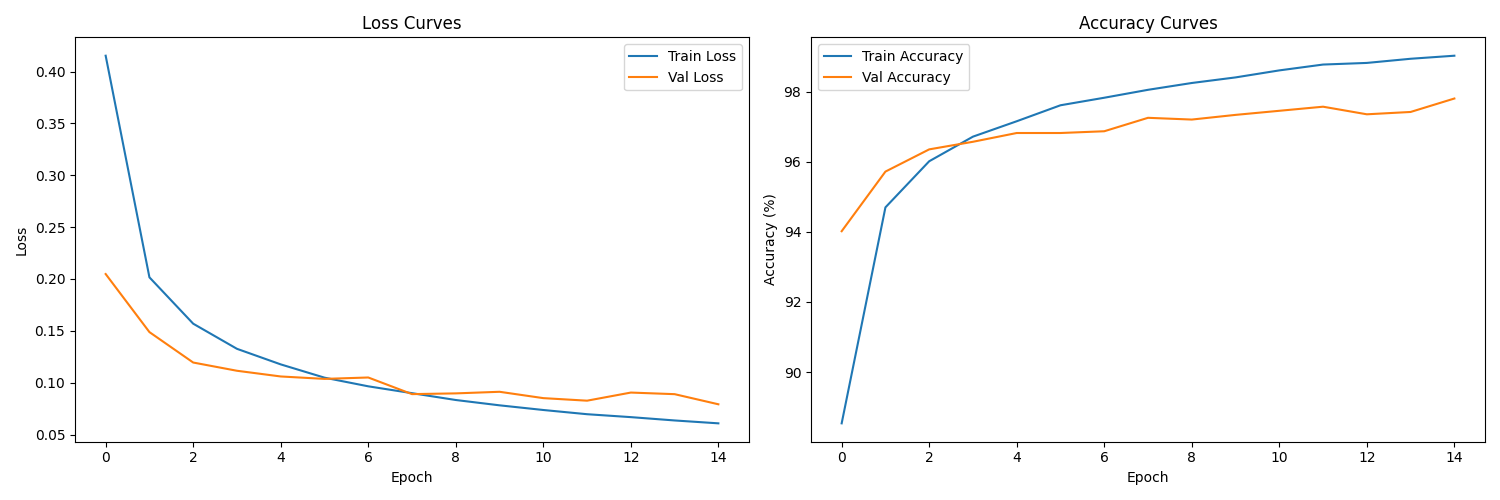 Loss Curves
Train Loss
Val Loss
0.40
0.35
0.30
0.25
0.20
0.15
0.10
0.05
Loss
0 2 4 6 8 10 12 14
Epoch
Accuracy Curves
Train Accuracy
Val Accuracy
98
96
94
92
90
Accuracy (%)
0 2 4 6 8 10 12 14
Epoch